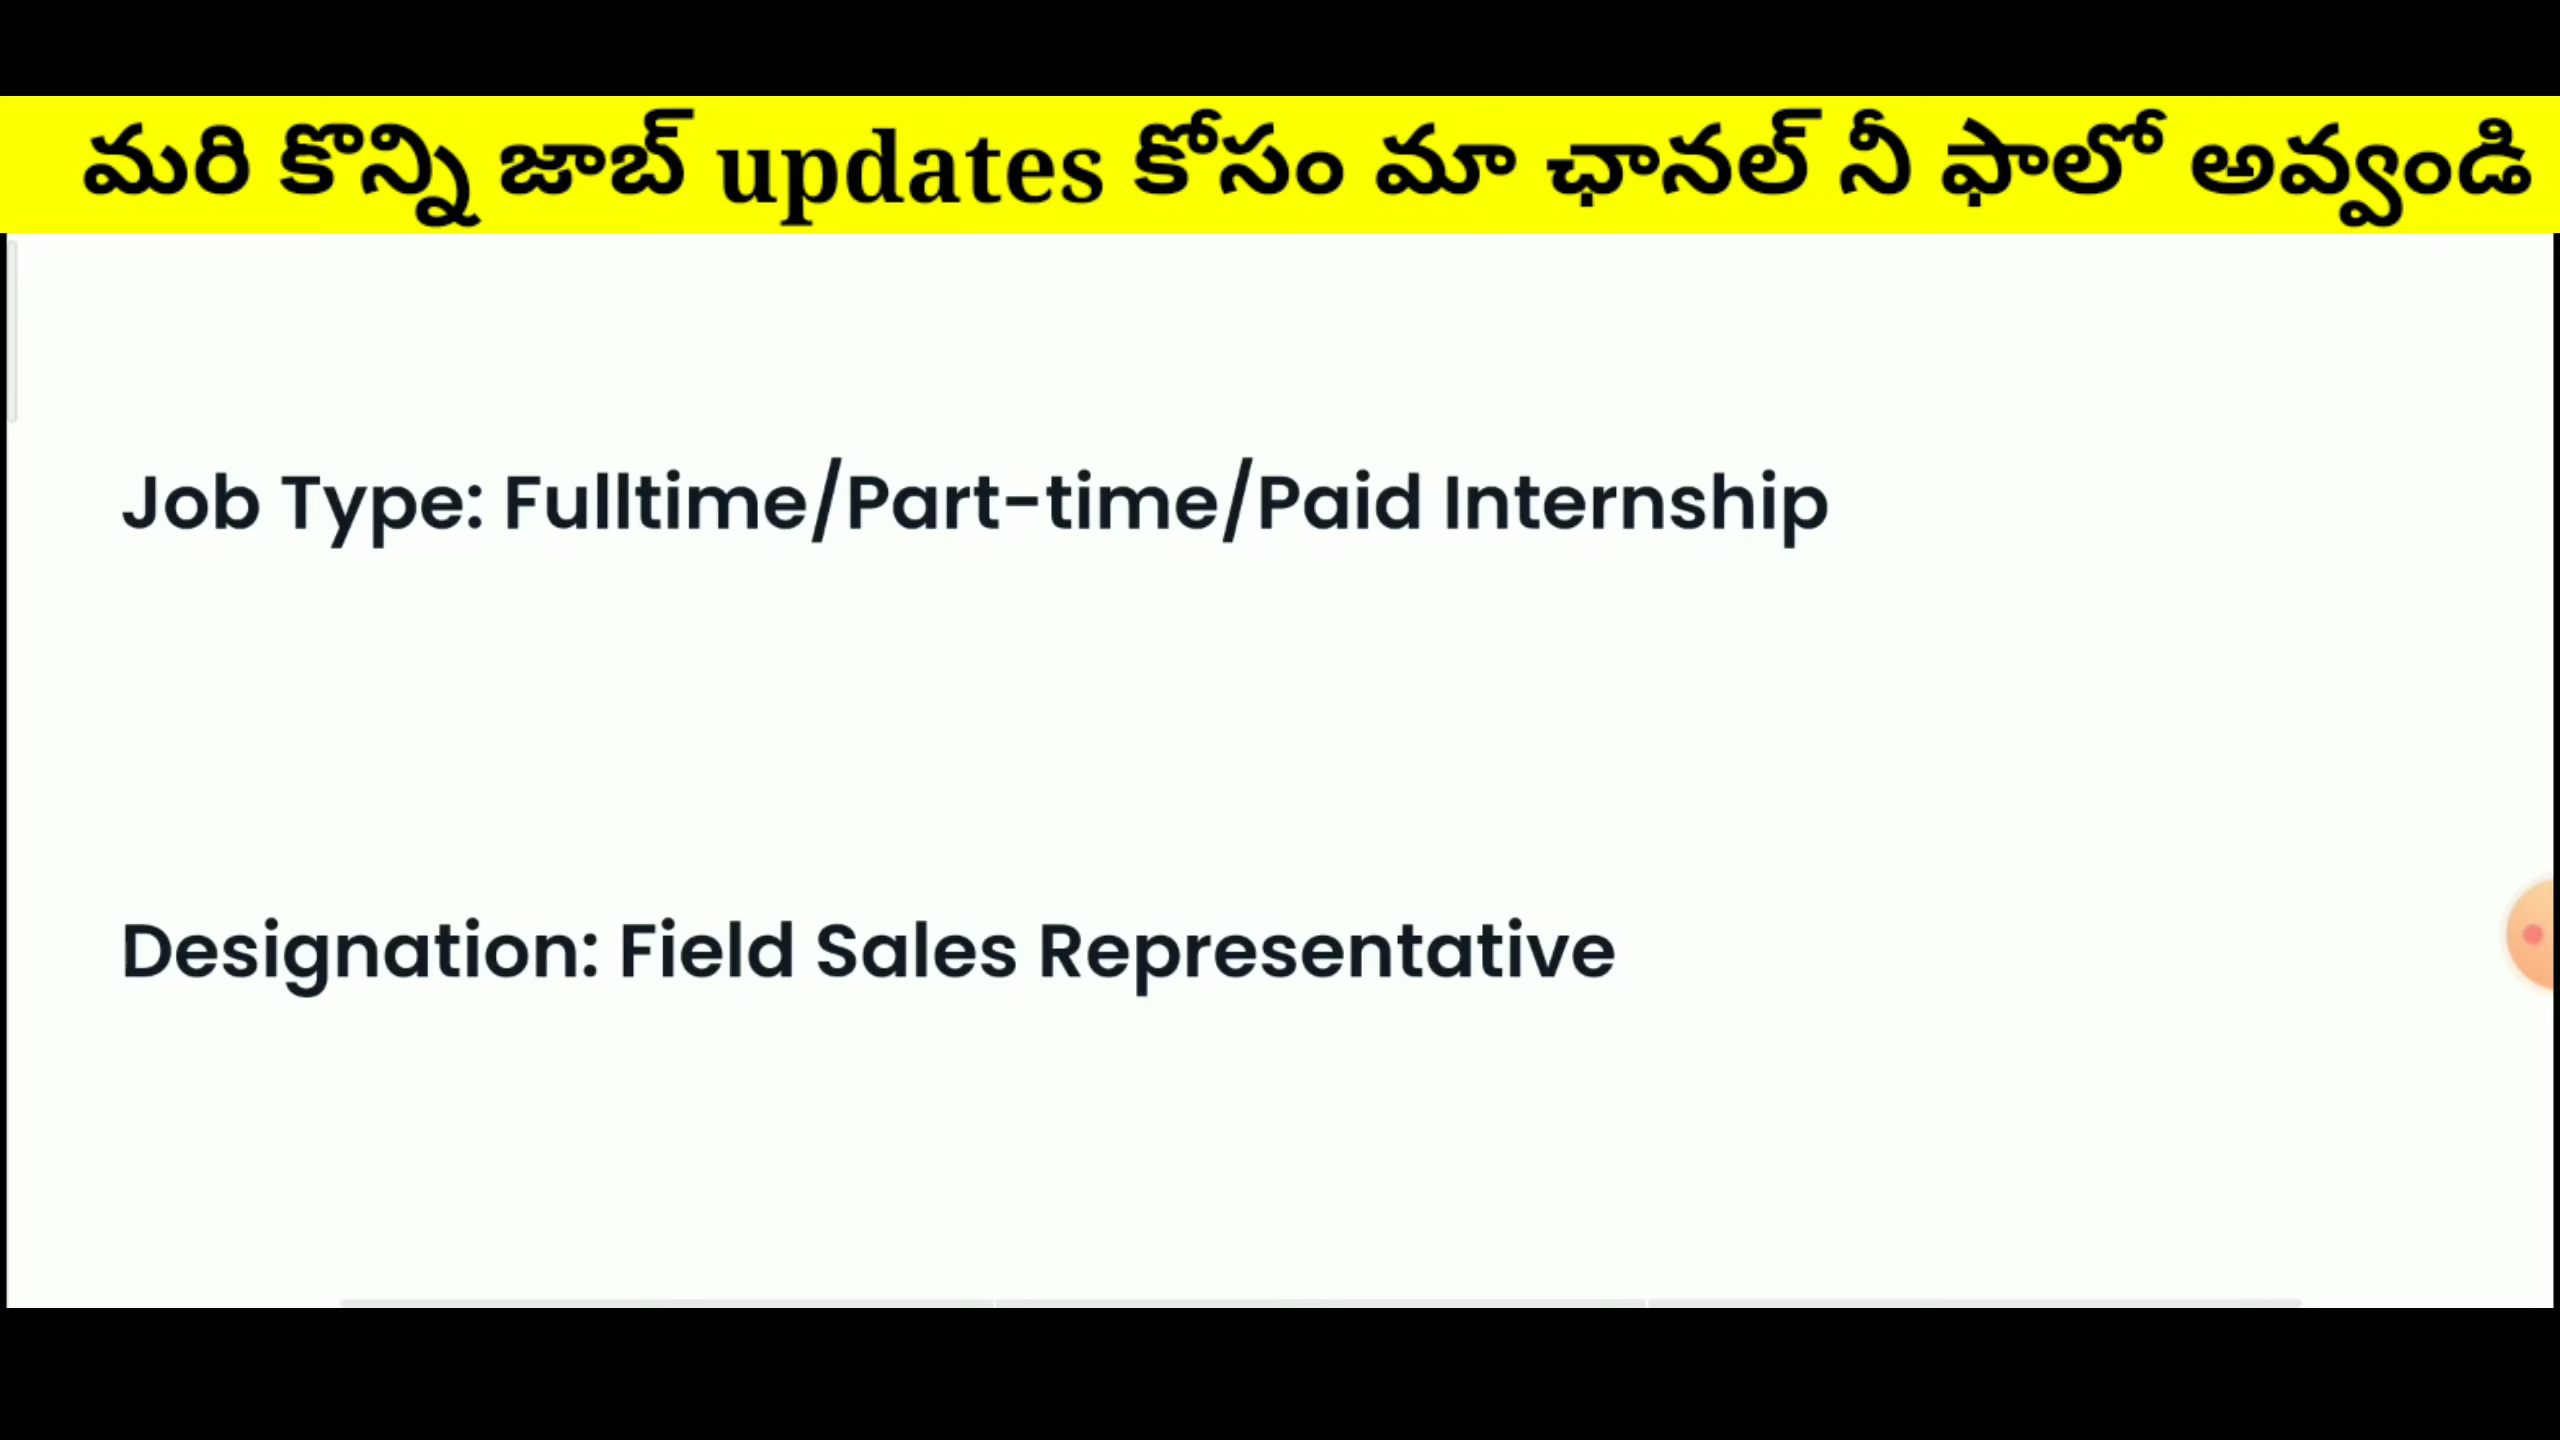 మరి కొన్ని జాబ్ updates కోసం మా ఛానల్ నీ ఫాలో అవ్వండి
Job Type: Fulltime/Part-time/Paid Internship
Designation: Field Sales Representative